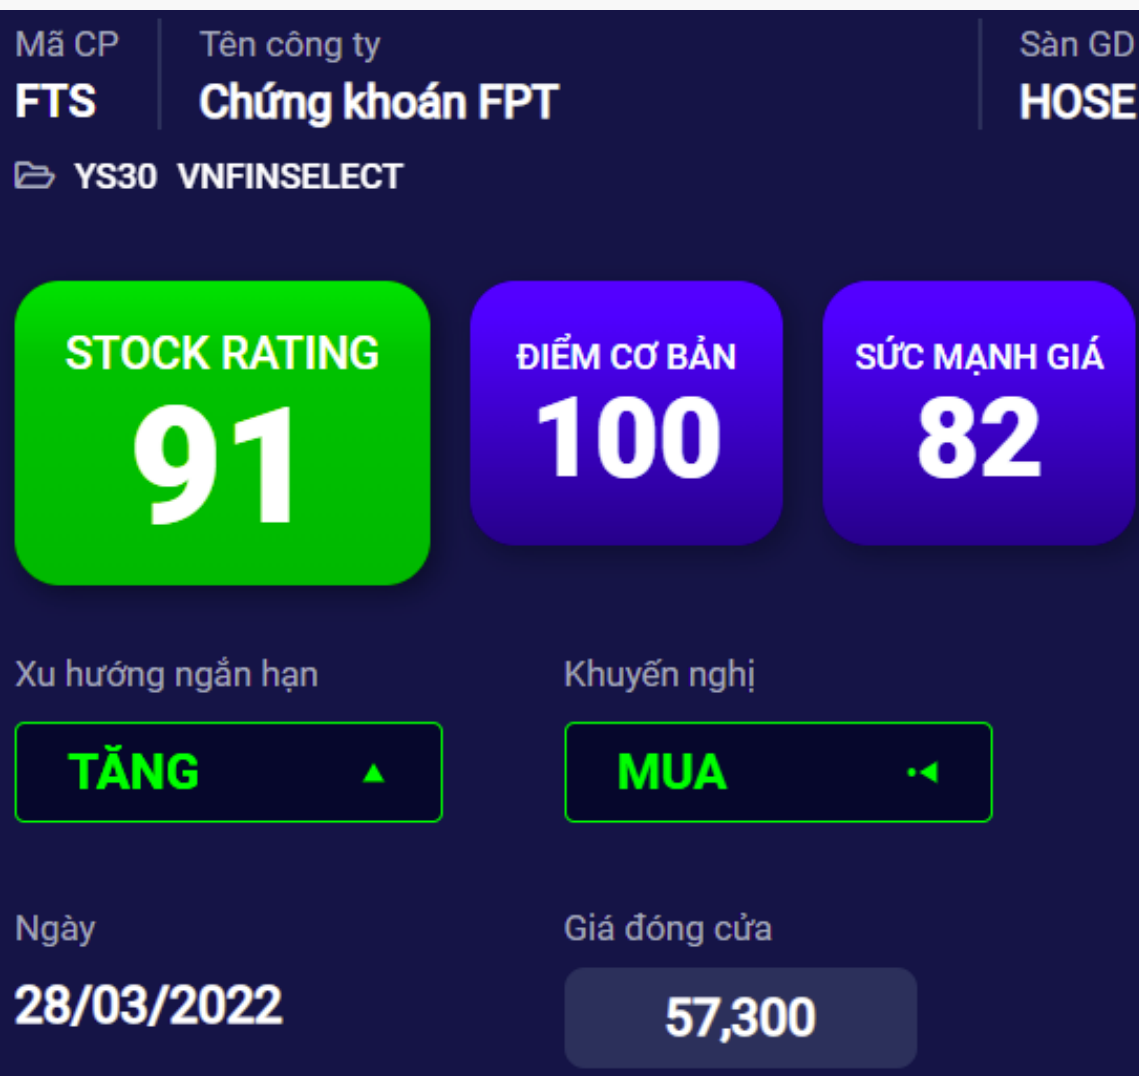 Mã CP Tên công ty Sàn GD
FTS Chứng khoán FPT HOSE
YS30 VNFINSELECT
STOCK RATING ĐIỂM CƠ BẢN SỨC MẠNH GIÁ
91 100 82
Xu hướng ngắn hạn Khuyến nghị
TĂNG MUA
Ngày Giá đóng cửa
28/03/2022 57,300